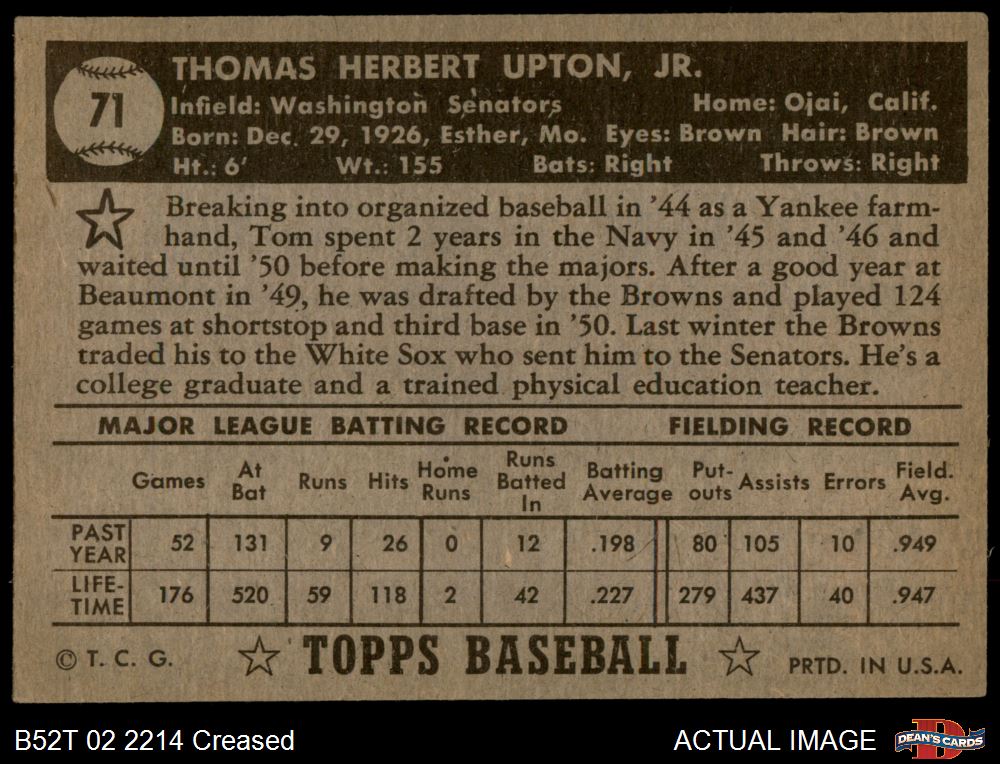 71
THOMAS HERBERT UPTON, JR.
Infield: Washington Senators Home: Ojai, Calif.
Born: Dec. 29, 1926, Esther, Mo. Eyes: Brown Hair: Brown
Ht.: 6' Wt.: 155 Bats: Right Throws: Right
Breaking into organized baseball in '44 as a Yankee farm-
hand, Tom spent 2 years in the Navy in '45 and '46 and
waited until '50 before making the majors. After a good year at
Beaumont in '49, he was drafted by the Browns and played 124
games at shortstop and third base in '50. Last winter the Browns
traded his to the White Sox who sent him to the Senators. He's a
college graduate and a trained physical education teacher.
MAJOR LEAGUE BATTING RECORD FIELDING RECORD
Games At Bat Runs Hits Home Runs Runs Batted In Batting Average Put-outs Assists Errors Field. Avg.
PAST YEAR 52 131 9 26 0 12 .198 80 105 10 .949
LIFE-TIME 176 520 59 118 2 42 .227 279 437 40 .947
© T. C. G. TOPPS BASEBALL PRTD. IN U.S.A.
B52T 02 2214 Creased ACTUAL IMAGE DEAN'S CARDS